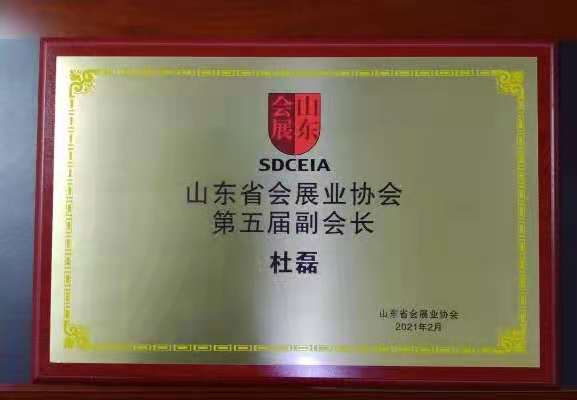 山东
会展
SDCEIA
山东省会展业协会
第五届副会长
杜磊
山东省会展业协会
2021年2月